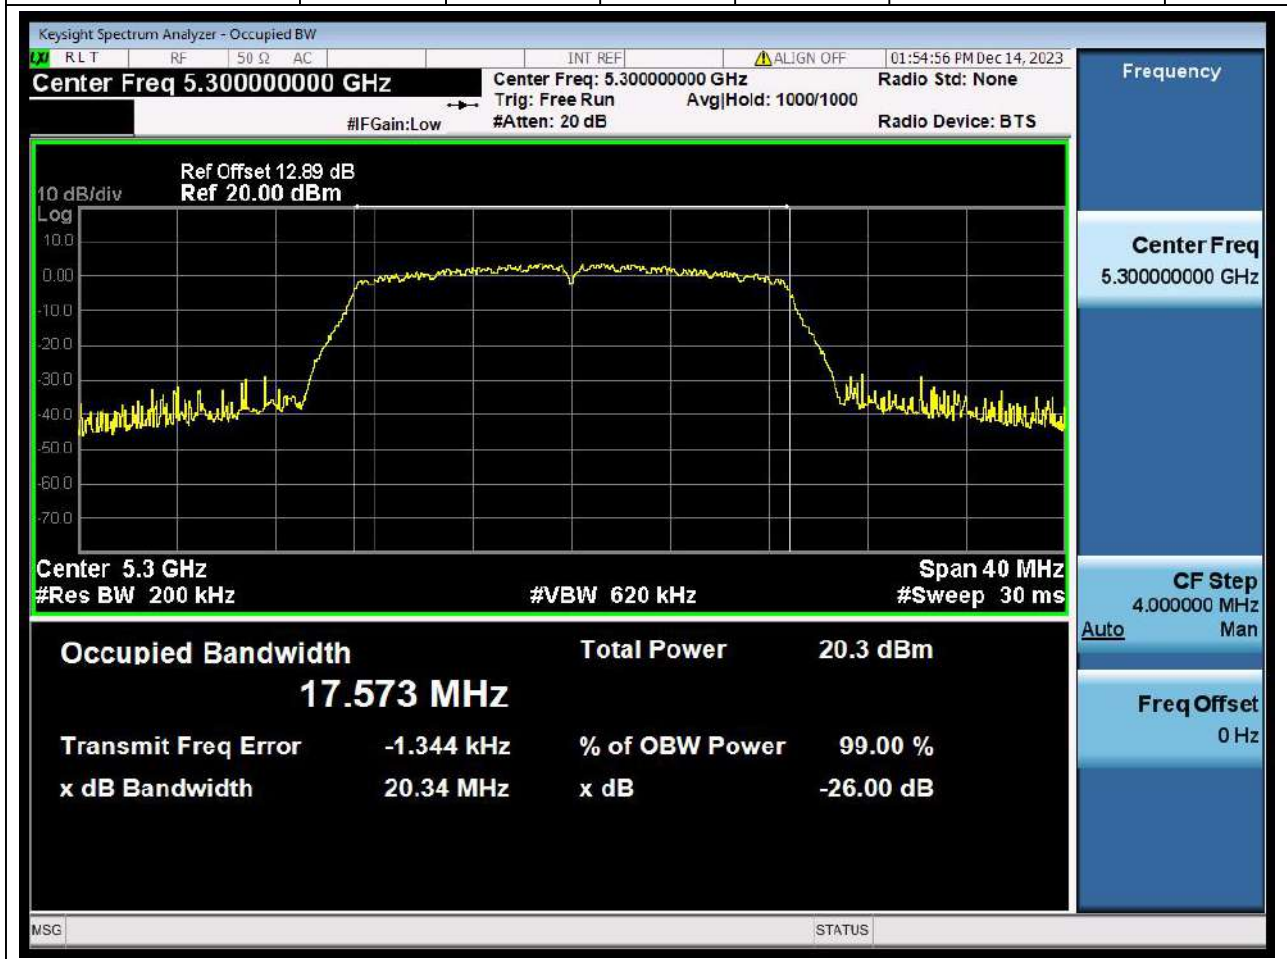 Keysight Spectrum Analyzer - Occupied BW
LXI RLT RF 50 Ω AC INT REF ALIGN OFF 01:54:56 PM Dec 14, 2023
Center Freq 5.300000000 GHz
Center Freq: 5.300000000 GHz Radio Std: None
Trig: Free Run Avg|Hold: 1000/1000
#IFGain:Low #Atten: 20 dB Radio Device: BTS
Ref Offset 12.89 dB
10 dB/div Ref 20.00 dBm
Log
10.0
0.00
-10.0
-20.0
-30.0
-40.0
-50.0
-60.0
-70.0
Center 5.3 GHz Span 40 MHz
#Res BW 200 kHz #VBW 620 kHz #Sweep 30 ms
Occupied Bandwidth Total Power 20.3 dBm
17.573 MHz
Transmit Freq Error -1.344 kHz % of OBW Power 99.00 %
x dB Bandwidth 20.34 MHz x dB -26.00 dB
MSG STATUS
Frequency
Center Freq
5.300000000 GHz
CF Step
4.000000 MHz
Auto Man
Freq Offset
0 Hz